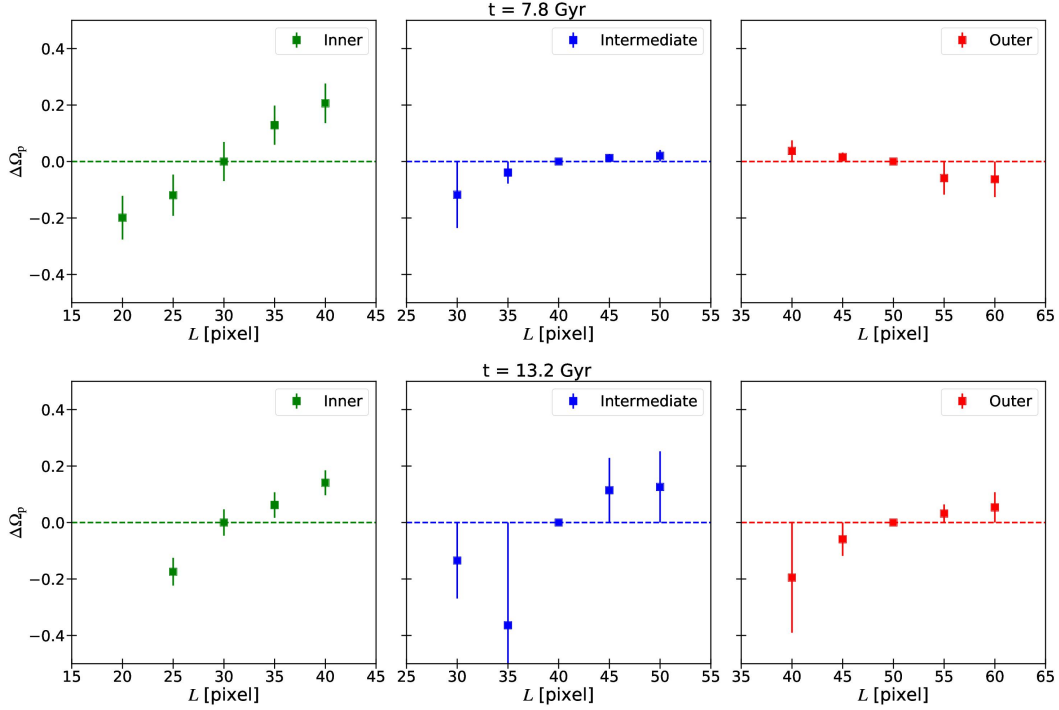 t = 7.8 Gyr
Inner
Intermediate
Outer
ΔΩp
0.4
0.2
0.0
−0.2
−0.4
15 20 25 30 35 40 45
25 30 35 40 45 50 55
35 40 45 50 55 60 65
L [pixel]
L [pixel]
L [pixel]
t = 13.2 Gyr
Inner
Intermediate
Outer
ΔΩp
0.4
0.2
0.0
−0.2
−0.4
15 20 25 30 35 40 45
25 30 35 40 45 50 55
35 40 45 50 55 60 65
L [pixel]
L [pixel]
L [pixel]